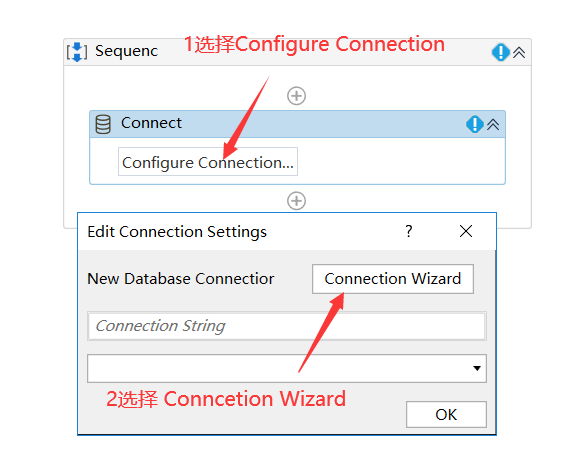 1选择Configure Connection
Sequenc
Connect
Configure Connection...
Edit Connection Settings
?
New Database Connectior
Connection Wizard
Connection String
2选择 Conncetion Wizard
OK